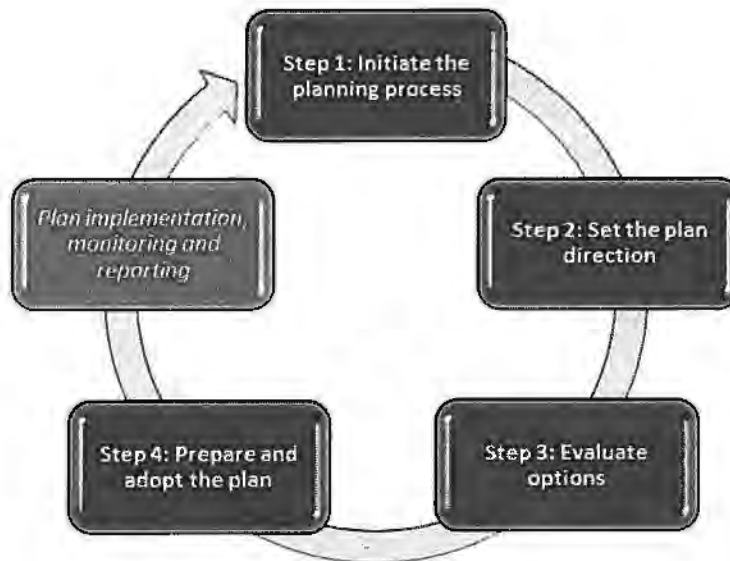 Step 1: Initiate the
planning process
Step 2: Set the plan
direction
Step 3: Evaluate
options
Step 4: Prepare and
adopt the plan
Plan implementation,
monitoring and
reporting